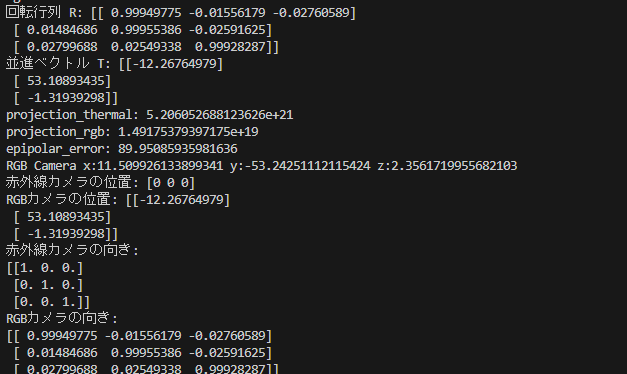 回転行列 R: [[ 0.99949775 -0.01556179 -0.02760589]
[ 0.01484686  0.99955386 -0.02591625]
[ 0.02799688  0.02549338  0.99928287]]
並進ベクトル T: [[-12.26764979]
[ 53.10893435]
[ -1.31939298]]
projection_thermal: 5.206052688123626e+21
projection_rgb: 1.49175379397175e+19
epipolar_error: 89.95085935981636
RGB Camera x:11.509926133899341 y:-53.24251112115424 z:2.3561719955682103
赤外線カメラの位置: [0 0 0]
RGBカメラの位置: [[-12.26764979]
[ 53.10893435]
[ -1.31939298]]
赤外線カメラの向き:
[[1. 0. 0.]
[0. 1. 0.]
[0. 0. 1.]]
RGBカメラの向き:
[[ 0.99949775 -0.01556179 -0.02760589]
[ 0.01484686  0.99955386 -0.02591625]
[ 0.02799688  0.02549338  0.99928287]]